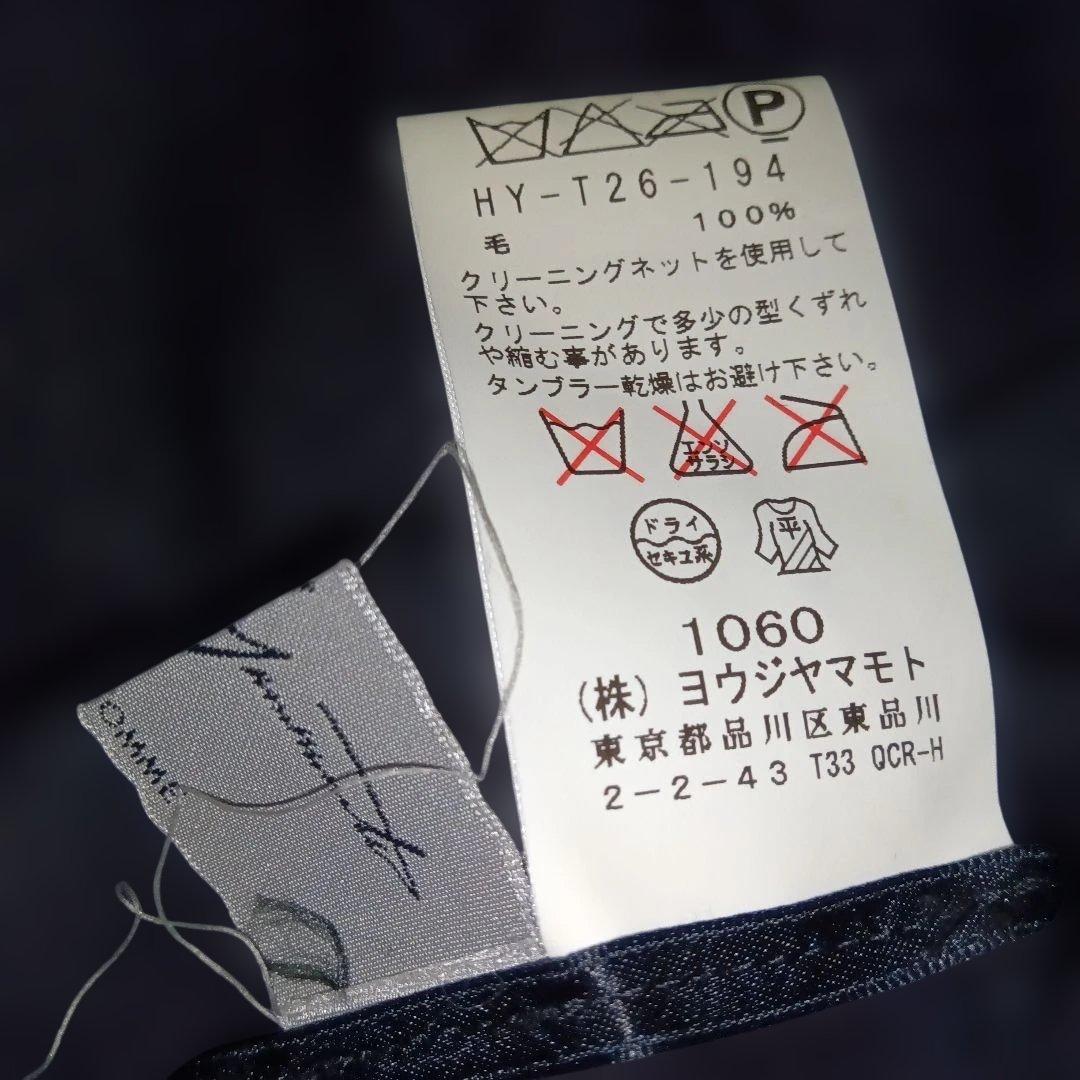 P
HY-T26-194
毛 100%
クリーニングネットを使用して
下さい。
クリーニングで多少の型くずれ
や縮む事があります。
タンブラー乾燥はお避け下さい。
エンソ
サラシ
ドライ
セキユ系
平
1060
(株)ヨウジヤマモト
東京都品川区東品川
2-2-43 T33 QCR-H
OMME